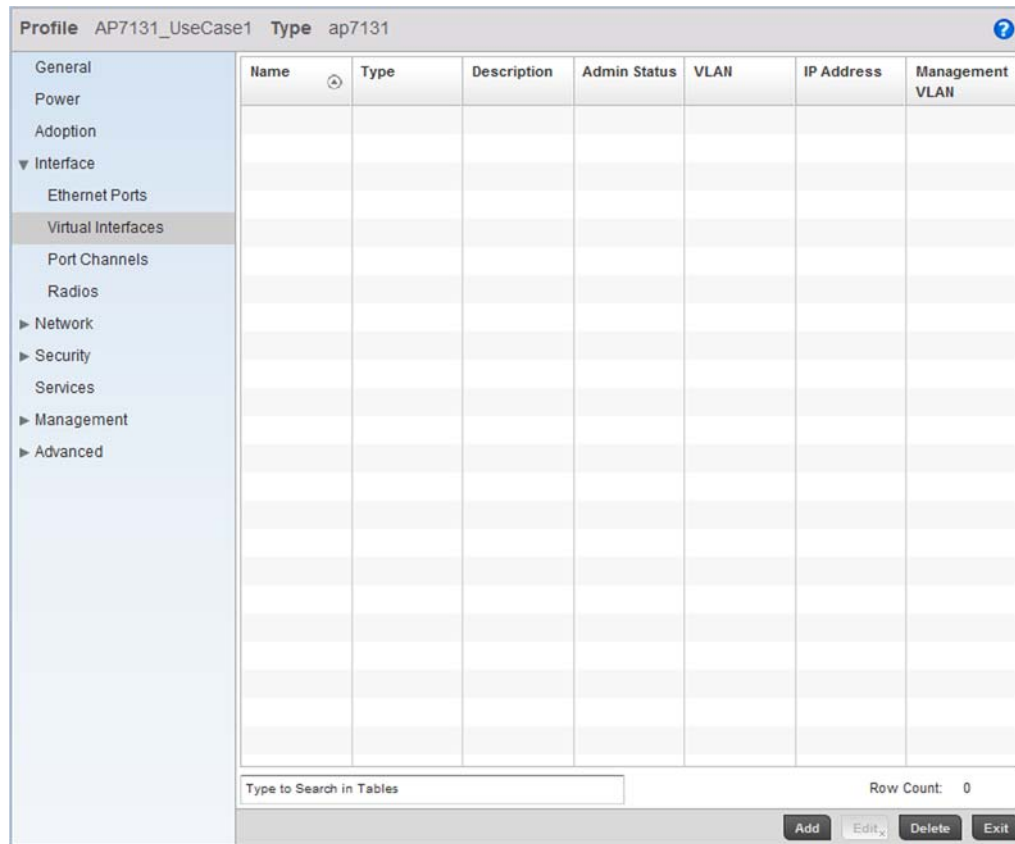 Profile AP7131_UseCase1 Type ap7131
General
Power
Adoption
Interface
Ethernet Ports
Virtual Interfaces
Port Channels
Radios
Network
Security
Services
Management
Advanced
Name Type Description Admin Status VLAN IP Address Management VLAN
Type to Search in Tables
Row Count: 0
Add Edit Delete Exit